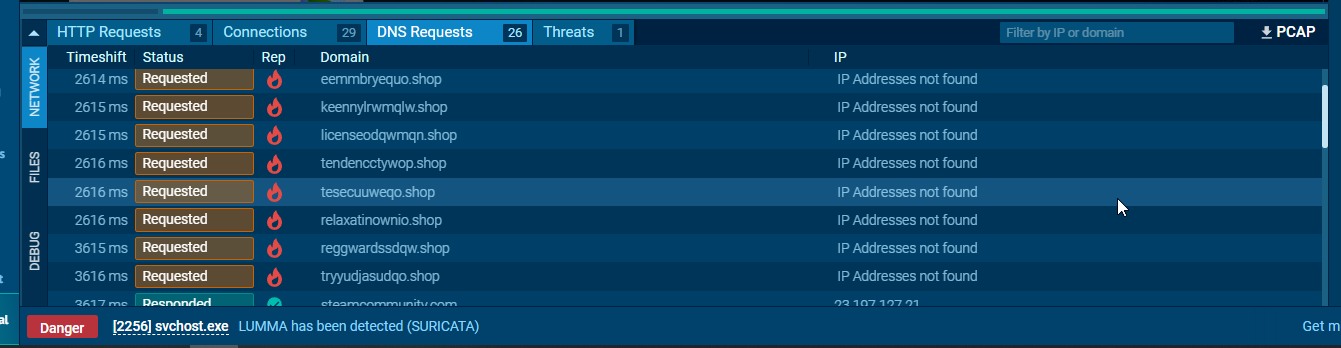 HTTP Requests 4 Connections 29 DNS Requests 26 Threats 1 Filter by IP or domain PCAP
Timeshift Status Rep Domain IP
2614 ms Requested eemmbryequo.shop IP Addresses not found
2615 ms Requested keennylrwmqlw.shop IP Addresses not found
2615 ms Requested licenseodqwmqn.shop IP Addresses not found
2616 ms Requested tendencctywop.shop IP Addresses not found
2616 ms Requested tesecuuweqo.shop IP Addresses not found
2616 ms Requested relaxatinownio.shop IP Addresses not found
3615 ms Requested reggwardssdqw.shop IP Addresses not found
3616 ms Requested tryyudjasudqo.shop IP Addresses not found
3617 ms Responded steamcommunity.com 23.197.127.21
NETWORK
FILES
DEBUG
Danger [2256] svchost.exe LUMMA has been detected (SURICATA) Get m